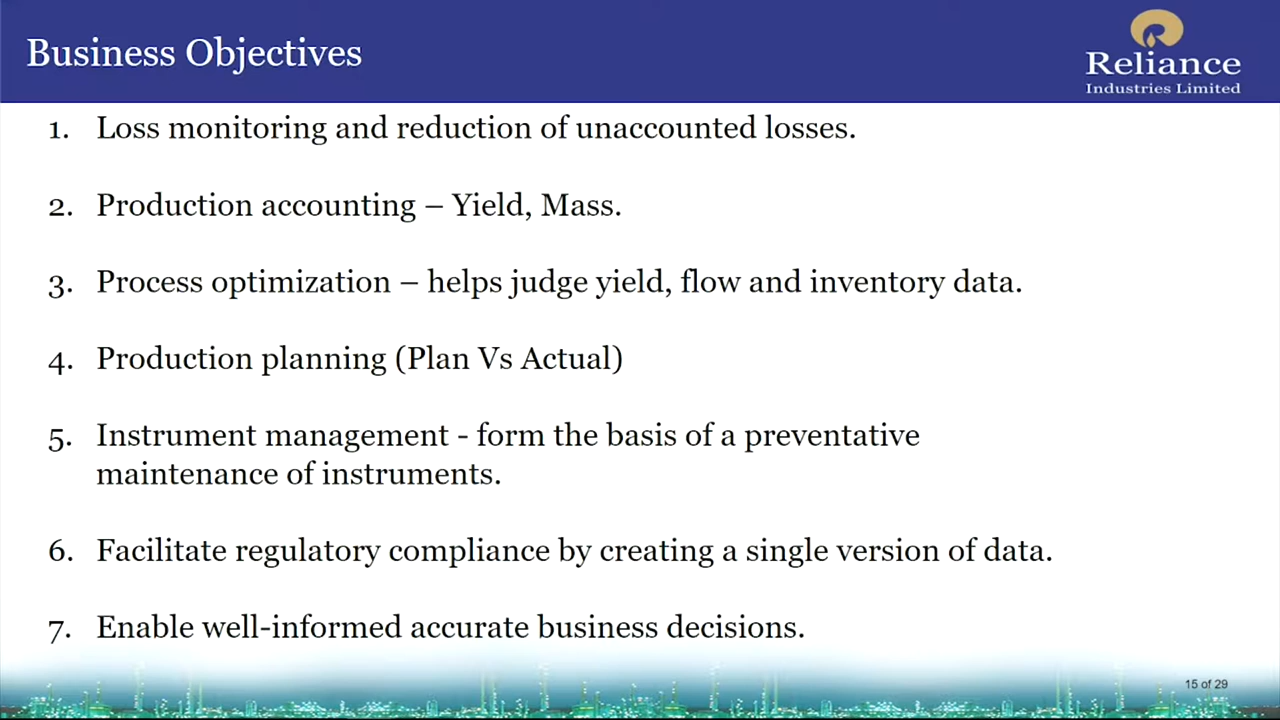 Business Objectives
Reliance
Industries Limited
1. Loss monitoring and reduction of unaccounted losses.
2. Production accounting – Yield, Mass.
3. Process optimization – helps judge yield, flow and inventory data.
4. Production planning (Plan Vs Actual)
5. Instrument management - form the basis of a preventative
maintenance of instruments.
6. Facilitate regulatory compliance by creating a single version of data.
7. Enable well-informed accurate business decisions.
15 of 29